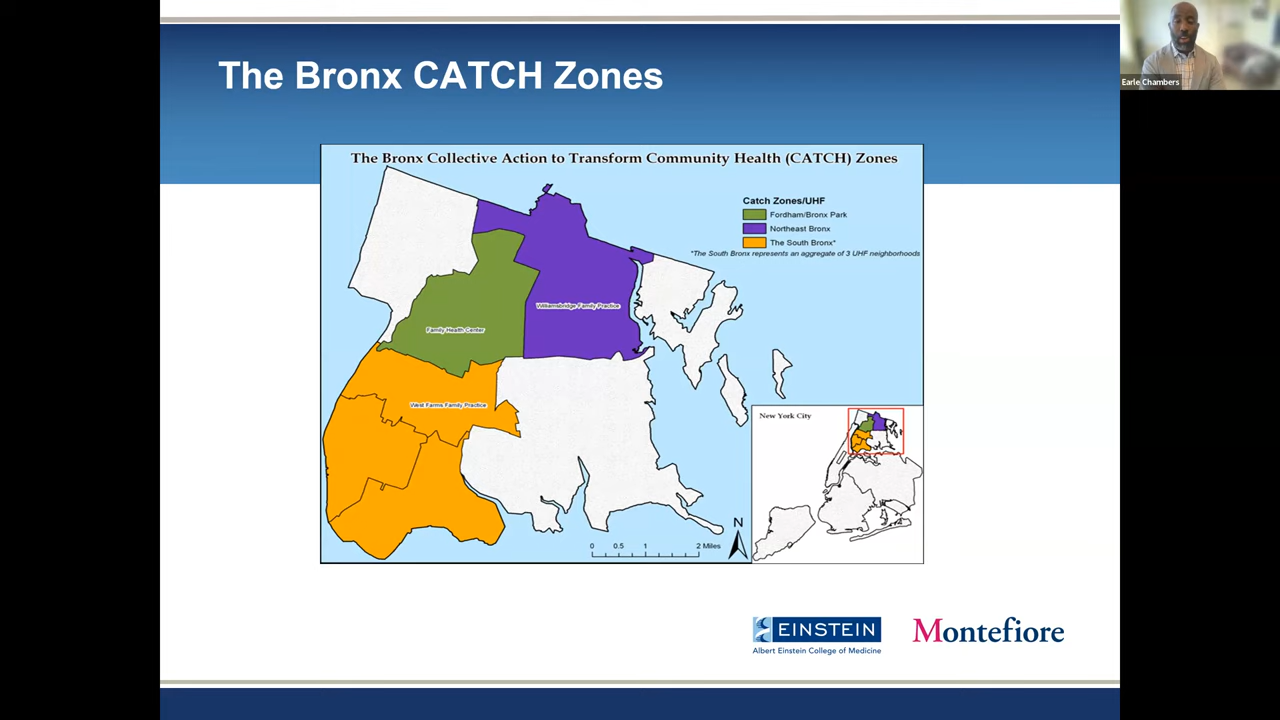 The Bronx CATCH Zones
Earle Chambers
The Bronx Collective Action to Transform Community Health (CATCH) Zones
Catch Zones/UHF
Fordham/Bronx Park
Northeast Bronx
The South Bronx*
*The South Bronx represents an aggregate of 3 UHF neighborhoods
Williamsbridge Family Practice
Family Health Center
West Farms Family Practice
New York City
N
0 0.5 1 2 Miles
EINSTEIN
Albert Einstein College of Medicine
Montefiore